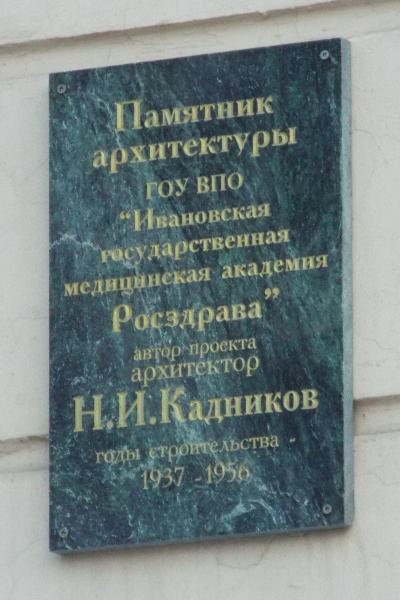 Памятник
архитектуры
ГОУ ВПО
“Ивановская
государственная
медицинская академия
Росздрава”
автор проекта
архитектор
Н.И.Кадников
годы строительства -
1937 - 1956